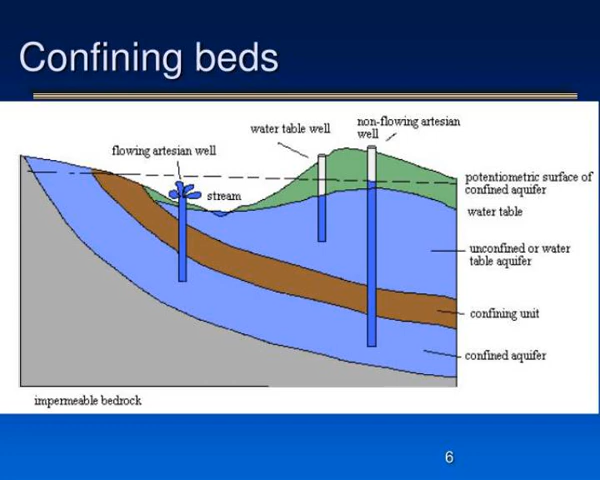 Confining beds
non-flowing artesian
well
water table well
flowing artesian well
stream
potentiometric surface of
confined aquifer
water table
unconfined or water
table aquifer
confining unit
confined aquifer
impermeable bedrock
6